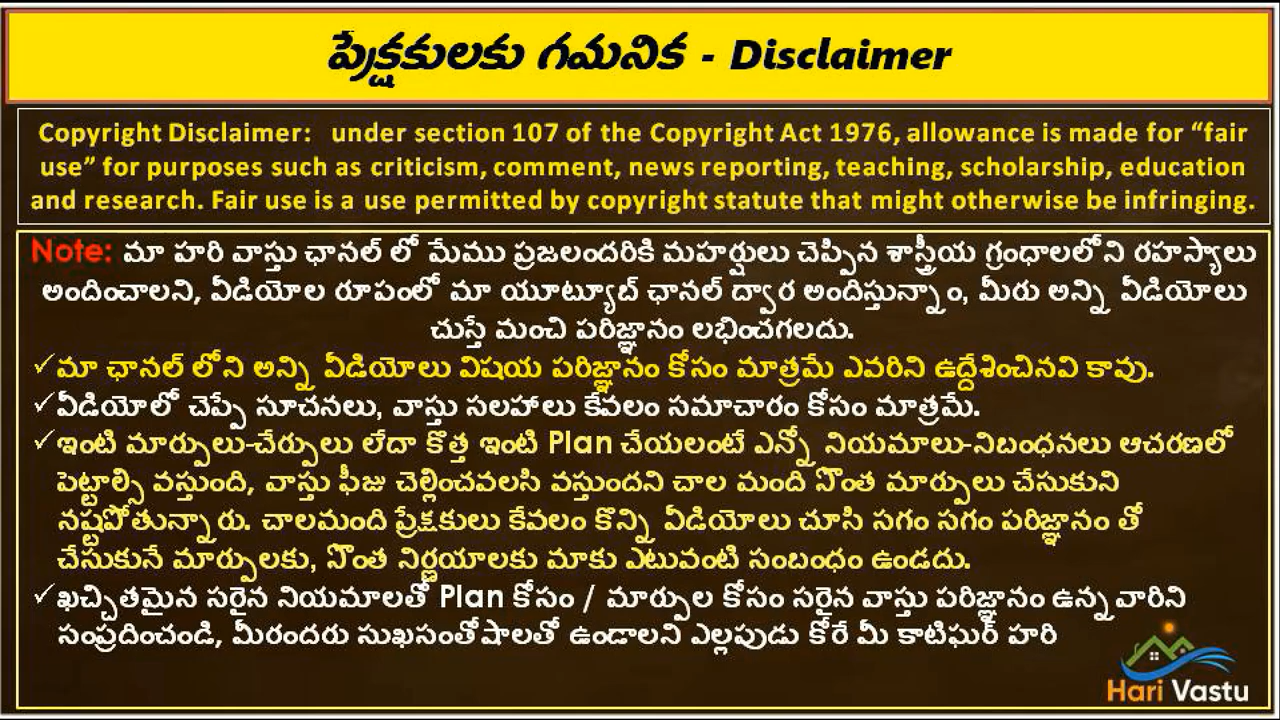 ప్రేక్షకులకు గమనిక - Disclaimer
Copyright Disclaimer: under section 107 of the Copyright Act 1976, allowance is made for “fair
use” for purposes such as criticism, comment, news reporting, teaching, scholarship, education
and research. Fair use is a use permitted by copyright statute that might otherwise be infringing.
Note: మా హరి వాస్తు ఛానల్ లో మేము ప్రజలందరికి మహర్షులు చెప్పిన శాస్త్రీయ గ్రంధాలలోని రహస్యాలు
అందించాలని, వీడియోల రూపంలో మా యూట్యూబ్ ఛానల్ ద్వార అందిస్తున్నాం, మీరు అన్ని వీడియోలు
చుస్తే మంచి పరిజ్ఞానం లభించగలదు.
✓మా ఛానల్ లోని అన్ని వీడియోలు విషయ పరిజ్ఞానం కోసం మాత్రమే ఎవరిని ఉద్దేశించినవి కావు.
✓వీడియోలో చెప్పే సూచనలు, వాస్తు సలహాలు కేవలం సమాచారం కోసం మాత్రమే.
✓ఇంటి మార్పులు-చేర్పులు లేదా కొత్త ఇంటి Plan చేయలంటే ఎన్నో నియమాలు-నిబంధనలు ఆచరణలో
పెట్టాల్సి వస్తుంది, వాస్తు ఫీజు చెల్లించవలసి వస్తుందని చాల మంది సొంత మార్పులు చేసుకుని
నష్టపోతున్నారు. చాలమంది ప్రేక్షకులు కేవలం కొన్ని వీడియోలు చూసి సగం సగం పరిజ్ఞానం తో
చేసుకునే మార్పులకు, సొంత నిర్ణయాలకు మాకు ఎటువంటి సంబంధం ఉండదు.
✓ఖచ్చితమైన సరైన నియమాలతో Plan కోసం / మార్పుల కోసం సరైన వాస్తు పరిజ్ఞానం ఉన్నవారిని
సంప్రదించండి, మీరందరు సుఖసంతోషాలతో ఉండాలని ఎల్లపుడు కోరే మీ కాటిఘర్ హరి
Hari Vastu